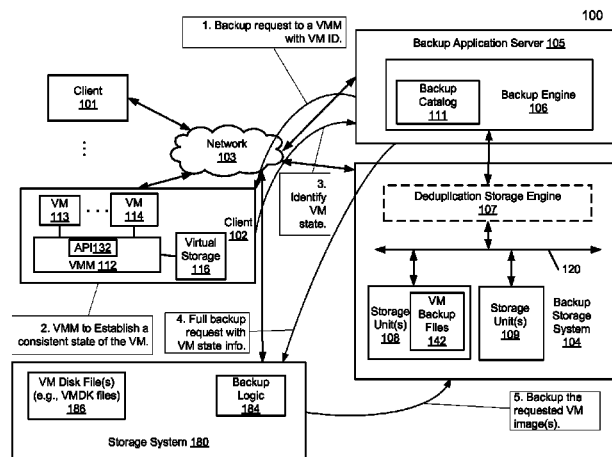 100
1. Backup request to a VMM
with VM ID.
Backup Application Server 105
Client
101
Backup
Catalog
111
Backup Engine
106
Network
103
3.
Identify
VM
state.
Deduplication Storage Engine
107
VM
113
VM
114
Client
102
API132
VMM 112
Virtual
Storage
116
120
2. VMM to Establish a
consistent state of the VM.
4. Full backup
request with
VM state info.
Storage
Unit(s)
108
VM
Backup
Files
142
Storage
Unit(s)
109
Backup
Storage
System
104
VM Disk File(s)
(e.g., VMDK files)
186
Backup
Logic
184
5. Backup the
requested VM
image(s).
Storage System 180